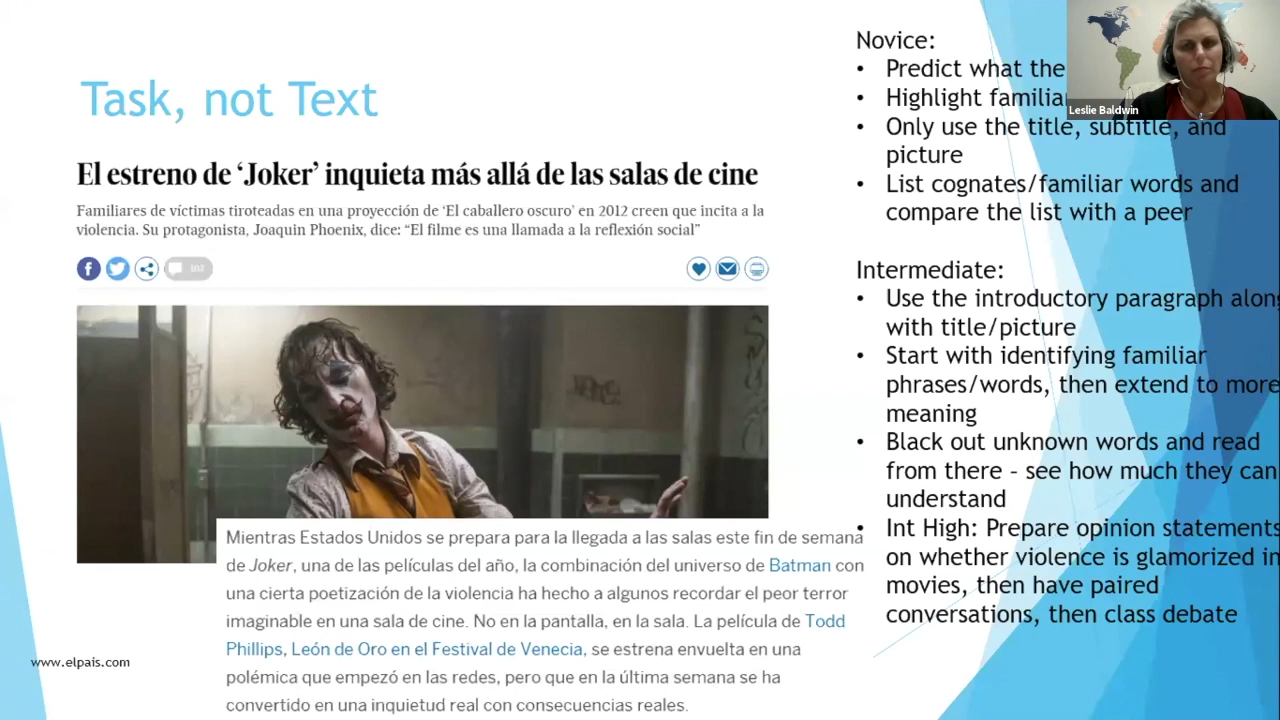 Task, not Text
El estreno de ‘Joker’ inquieta más allá de las salas de cine
Familiares de víctimas tiroteadas en una proyección de ‘El caballero oscuro’ en 2012 creen que incita a la
violencia. Su protagonista, Joaquin Phoenix, dice: “El filme es una llamada a la reflexión social”
Mientras Estados Unidos se prepara para la llegada a las salas este fin de semana
de Joker, una de las películas del año, la combinación del universo de Batman con
una cierta poetización de la violencia ha hecho a algunos recordar el peor terror
imaginable en una sala de cine. No en la pantalla, en la sala. La película de Todd
Phillips, León de Oro en el Festival de Venecia, se estrena envuelta en una
polémica que empezó en las redes, pero que en la última semana se ha
convertido en una inquietud real con consecuencias reales.
www.elpais.com
Novice:
• Predict what the
• Highlight familiar
• Only use the title, subtitle, and
picture
• List cognates/familiar words and
compare the list with a peer
Intermediate:
• Use the introductory paragraph along
with title/picture
• Start with identifying familiar
phrases/words, then extend to more
meaning
• Black out unknown words and read
from there – see how much they can
understand
• Int High: Prepare opinion statements
on whether violence is glamorized in
movies, then have paired
conversations, then class debate
Leslie Baldwin